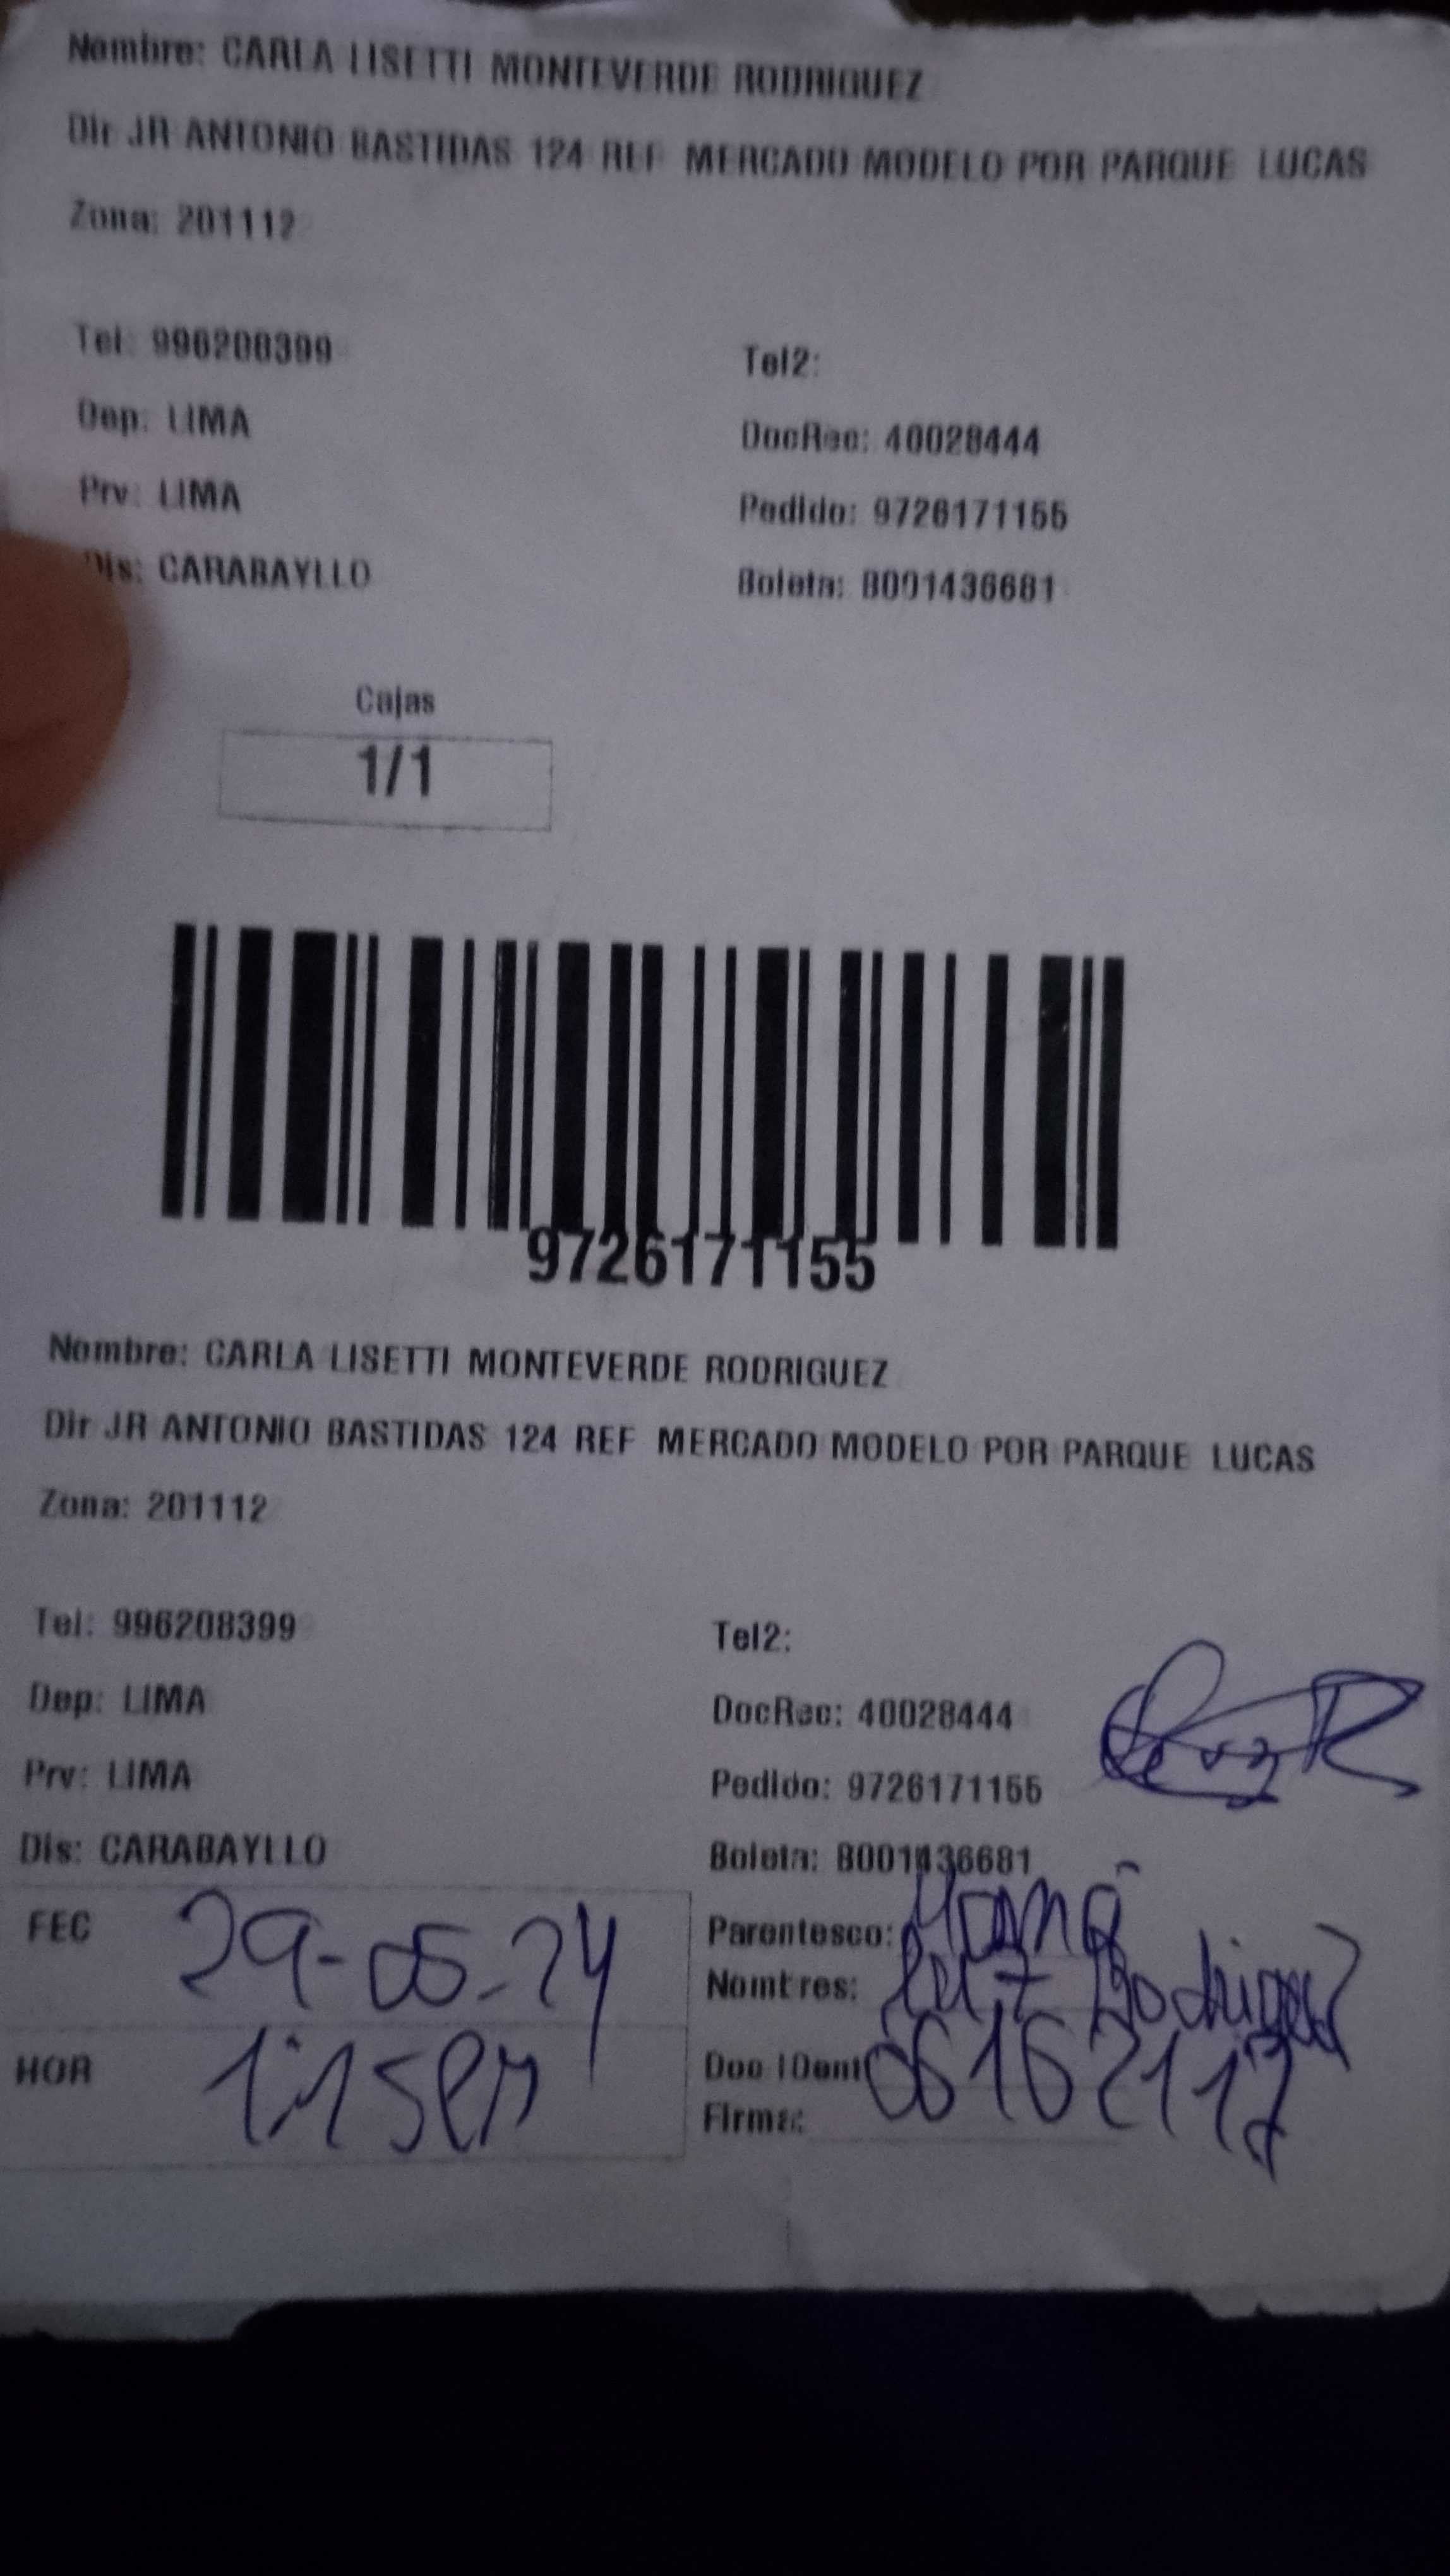 Nombre: CARLA LISETTI MONTEVERDE RODRIGUEZ
Dir JR ANTONIO BASTIDAS 124 REF MERCADO MODELO POR PARQUE LUCAS
Zona: 201112
Tel: 996208399
Tel2:
Dep: LIMA
DocRec: 40028444
Prv: LIMA
Pedido: 9726171155
Dis: CARABAYLLO
Boleta: B001436681
Cajas
1/1
9726171155
Nombre: CARLA LISETTI MONTEVERDE RODRIGUEZ
Dir JR ANTONIO BASTIDAS 124 REF MERCADO MODELO POR PARQUE LUCAS
Zona: 201112
Tel: 996208399
Tel2:
Dep: LIMA
DocRec: 40028444
Prv: LIMA
Pedido: 9726171155
Dis: CARABAYLLO
Boleta: B001436681
FEC 29-05-24
Parentesco: Mamá
Nombres: Rodriguez
HOR
Doc IDent 06162117
Firma: